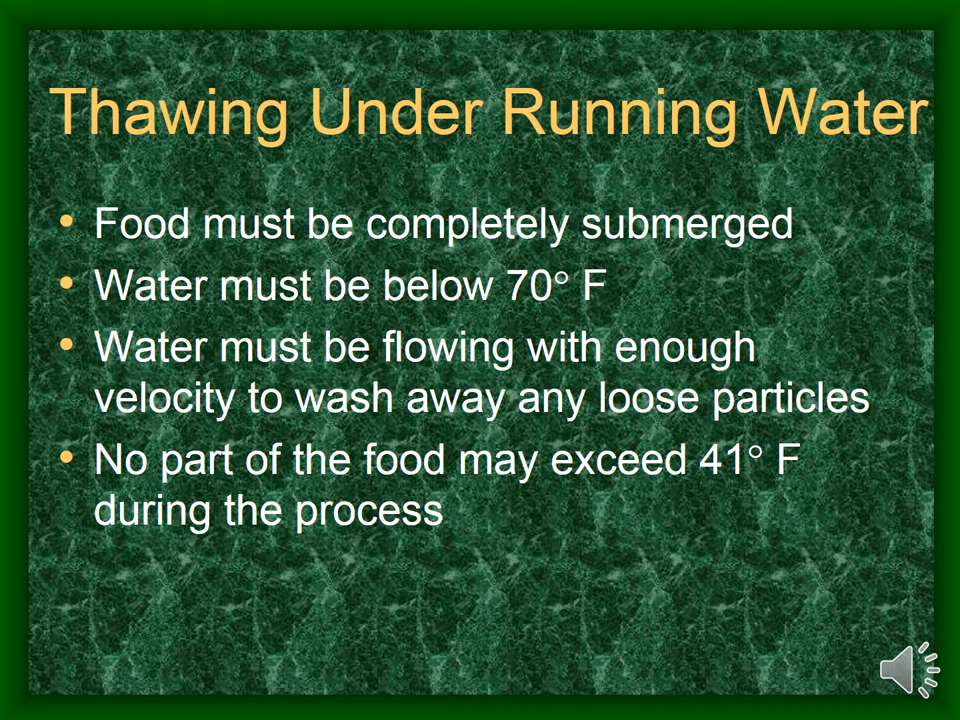 Thawing Under Running Water
• Food must be completely submerged
• Water must be below 70° F
• Water must be flowing with enough
velocity to wash away any loose particles
• No part of the food may exceed 41° F
during the process